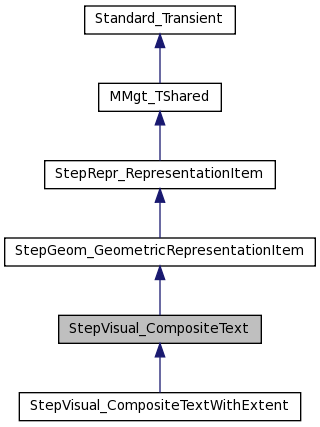 Standard_Transient
MMgt_TShared
StepRepr_RepresentationItem
StepGeom_GeometricRepresentationItem
StepVisual_CompositeText
StepVisual_CompositeTextWithExtent